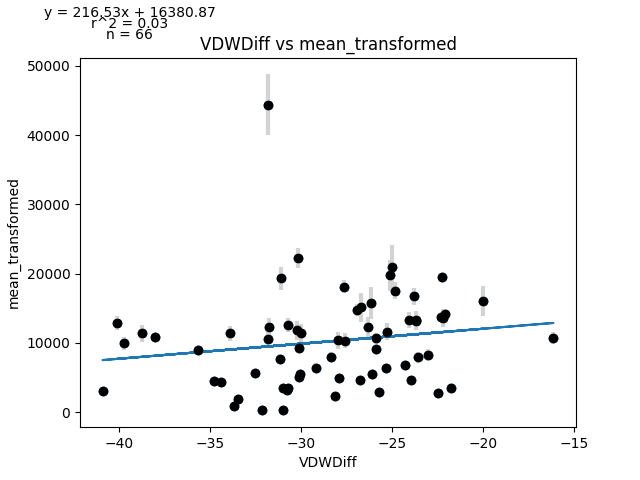 y = 216.53x + 16380.87
r^2 = 0.03
n = 66
VDWDiff vs mean_transformed
50000
40000
30000
20000
10000
0
mean_transformed
−40
−35
−30
−25
−20
−15
VDWDiff